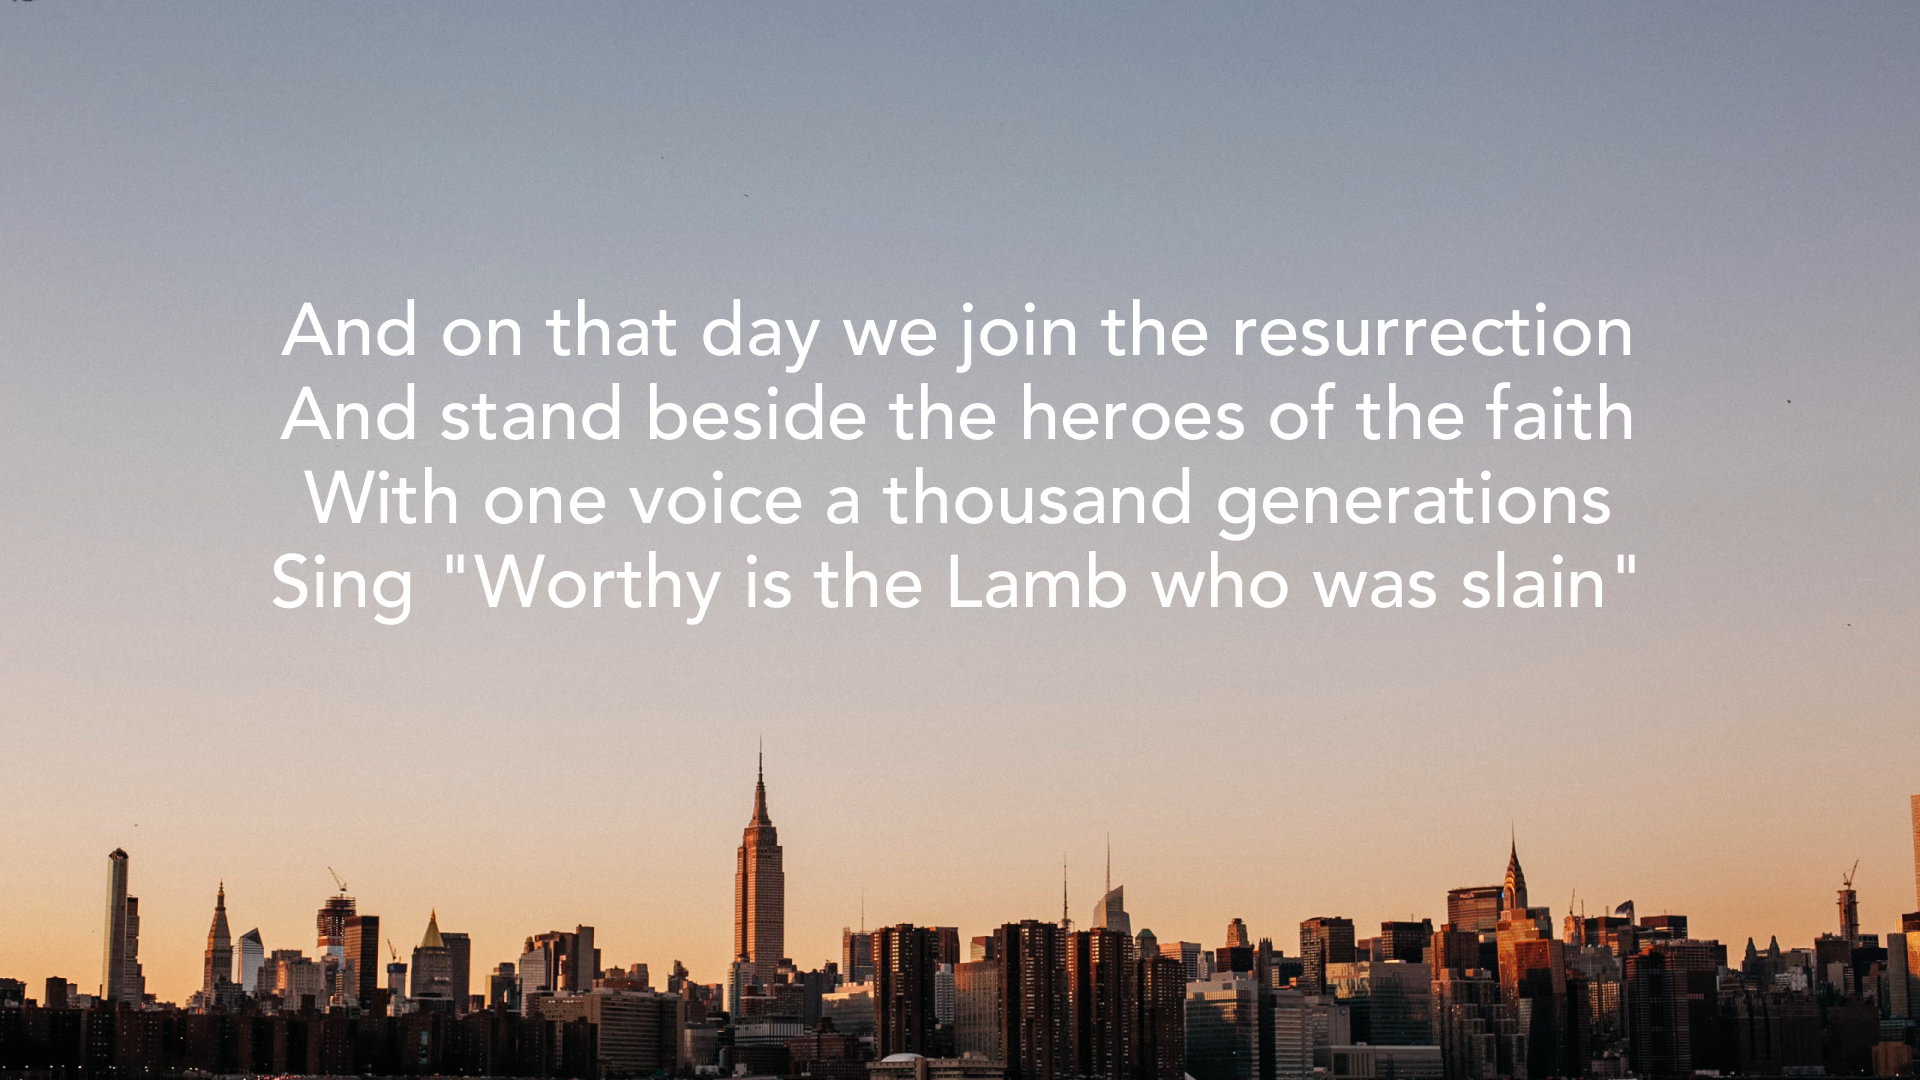 And on that day we join the resurrection
And stand beside the heroes of the faith
With one voice a thousand generations
Sing "Worthy is the Lamb who was slain"